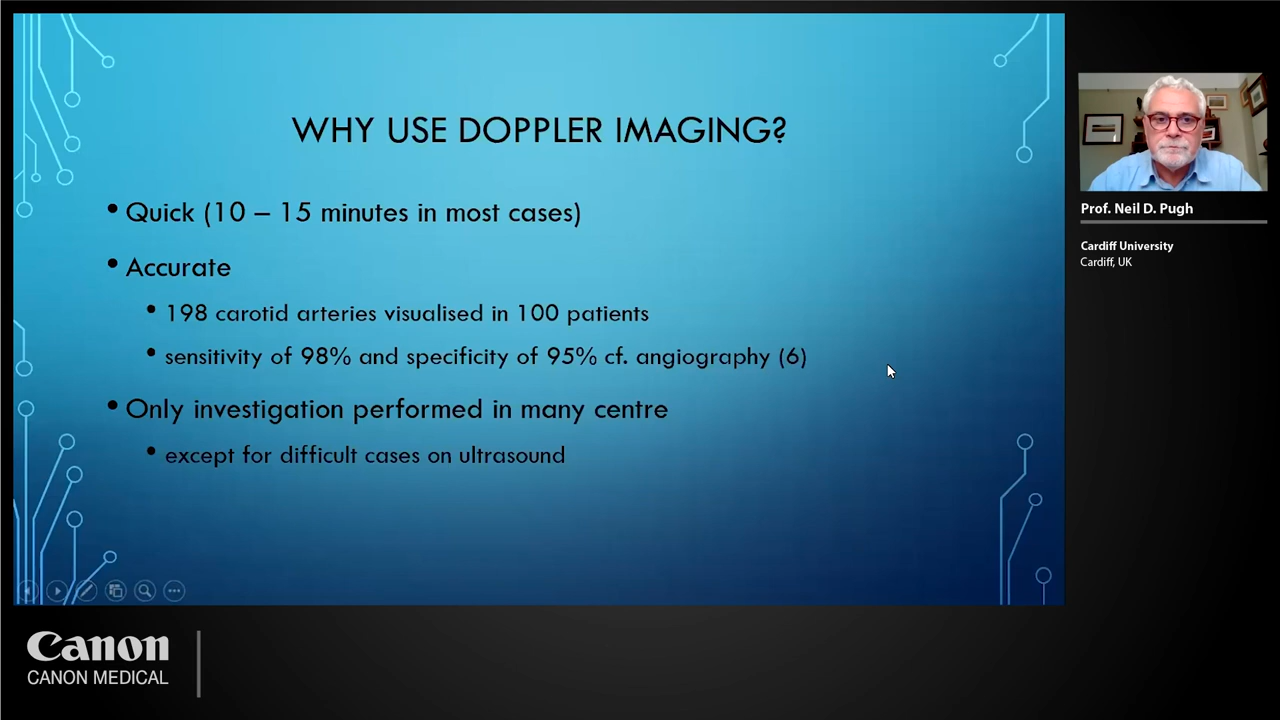 WHY USE DOPPLER IMAGING?
Quick (10 – 15 minutes in most cases)
Accurate
198 carotid arteries visualised in 100 patients
sensitivity of 98% and specificity of 95% cf. angiography (6)
Only investigation performed in many centre
except for difficult cases on ultrasound
Prof. Neil D. Pugh
Cardiff University
Cardiff, UK
Canon
CANON MEDICAL